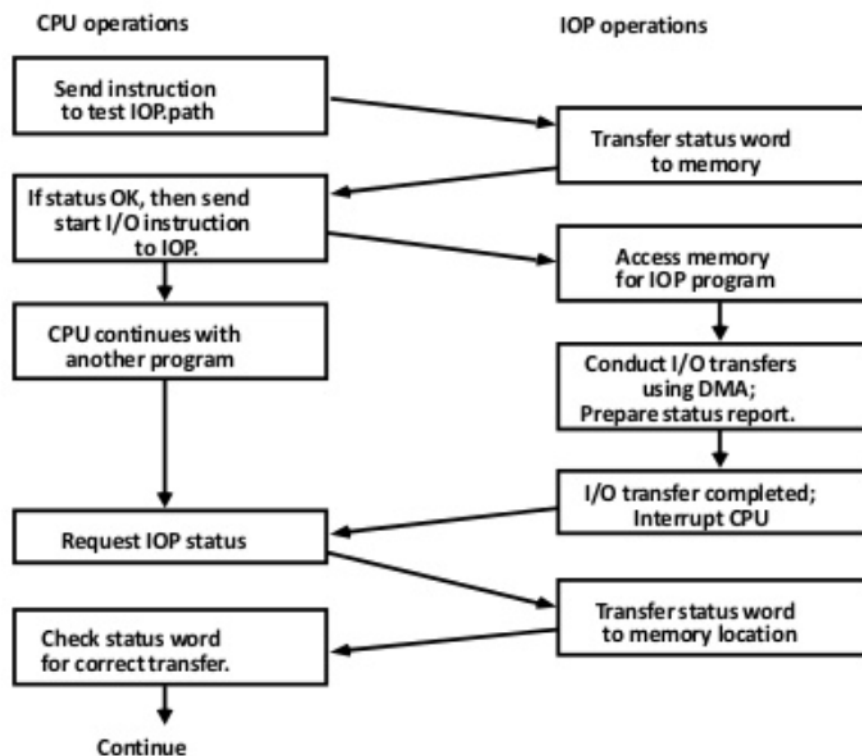 CPU operations
IOP operations
Send instruction
to test IOP.path
Transfer status word
to memory
If status OK, then send
start I/O instruction
to IOP.
Access memory
for IOP program
CPU continues with
another program
Conduct I/O transfers
using DMA;
Prepare status report.
I/O transfer completed;
Interrupt CPU
Request IOP status
Transfer status word
to memory location
Check status word
for correct transfer.
Continue